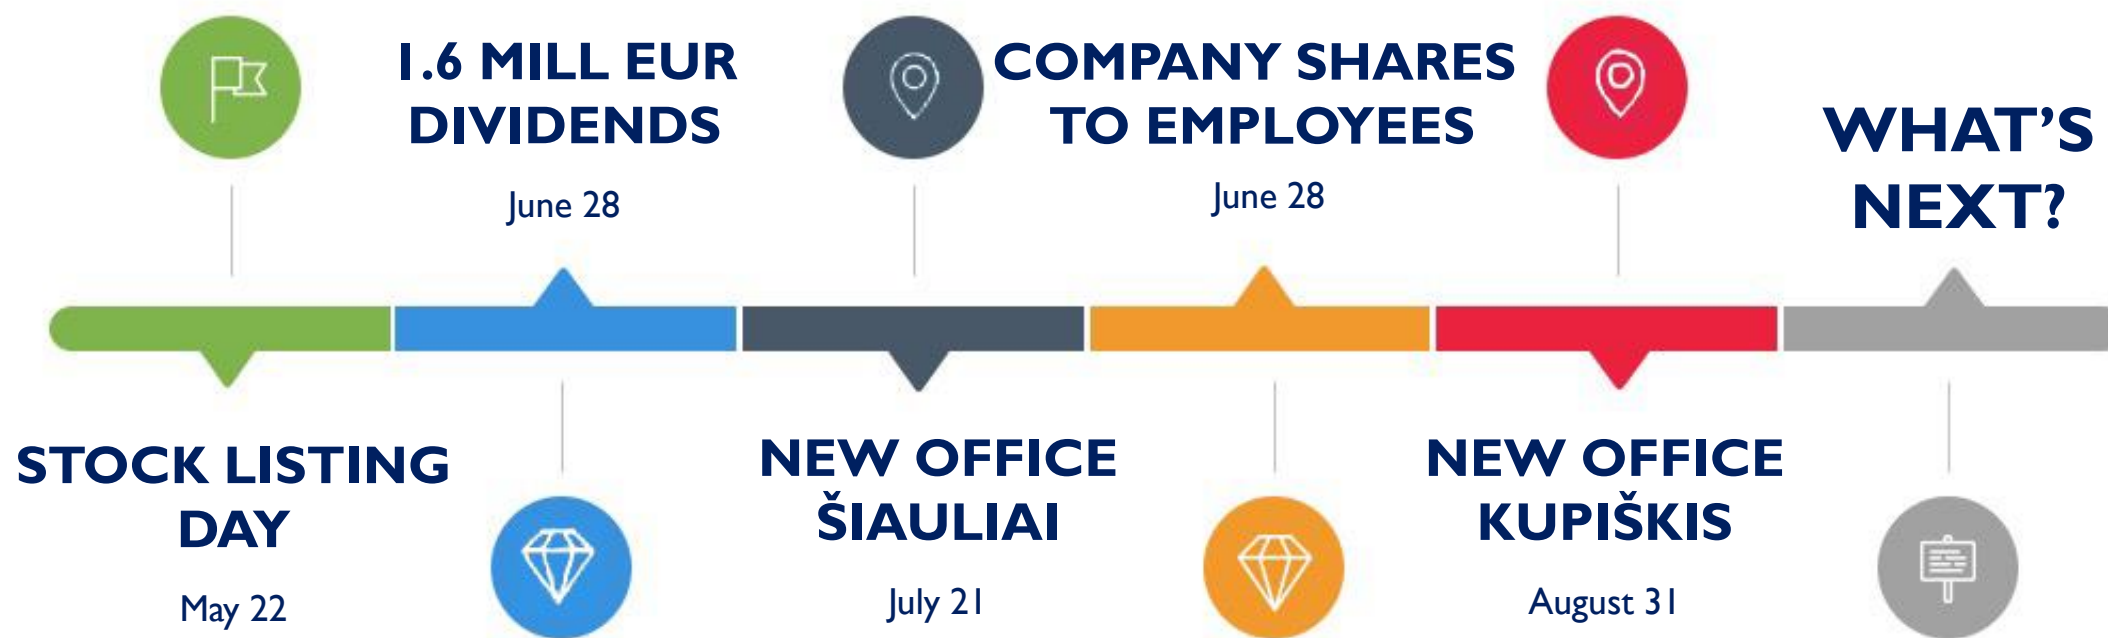 STOCK LISTING
DAY
May 22
1.6 MILL EUR
DIVIDENDS
June 28
NEW OFFICE
ŠIAULIAI
July 21
COMPANY SHARES
TO EMPLOYEES
June 28
NEW OFFICE
KUPIŠKIS
August 31
WHAT’S
NEXT?